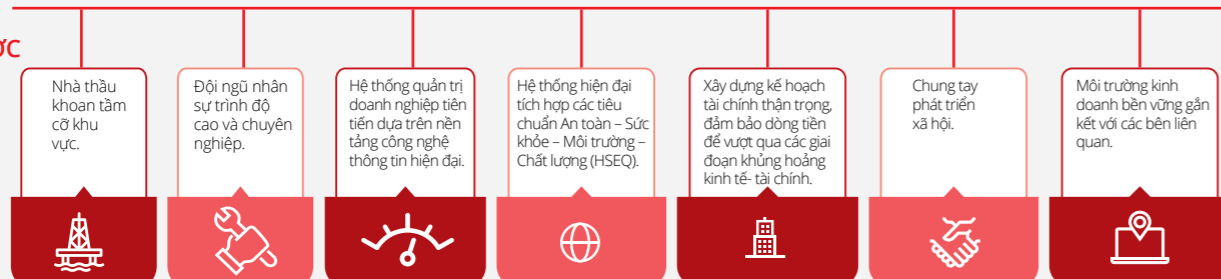 ƯỢC
Nhà thầu
khoan tầm
cỡ khu
vực.
Đội ngũ nhân
sự trình độ
cao và chuyên
nghiệp.
Hệ thống quản trị
doanh nghiệp tiên
tiến dựa trên nền
tảng công nghệ
thông tin hiện đại.
Hệ thống hiện đại
tích hợp các tiêu
chuẩn An toàn – Sức
khỏe – Môi trường –
Chất lượng (HSEQ).
Xây dựng kế hoạch
tài chính thận trọng,
đảm bảo dòng tiền
để vượt qua các giai
đoạn khủng hoảng
kinh tế- tài chính.
Chung tay
phát triển
xã hội.
Môi trường kinh
doanh bền vững gắn
kết với các bên liên
quan.